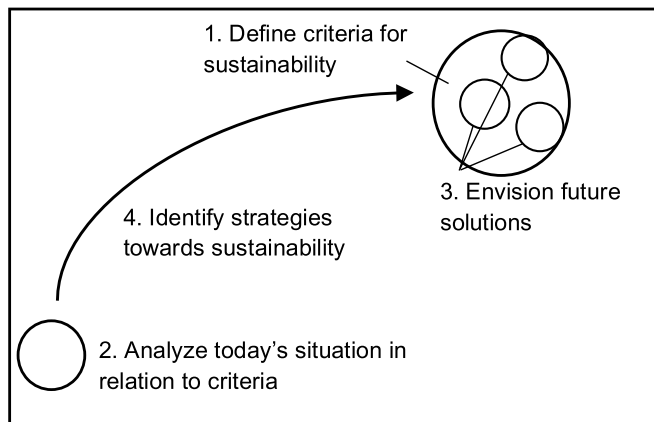 1. Define criteria for
sustainability
3. Envision future
solutions
4. Identify strategies
towards sustainability
2. Analyze today's situation in
relation to criteria